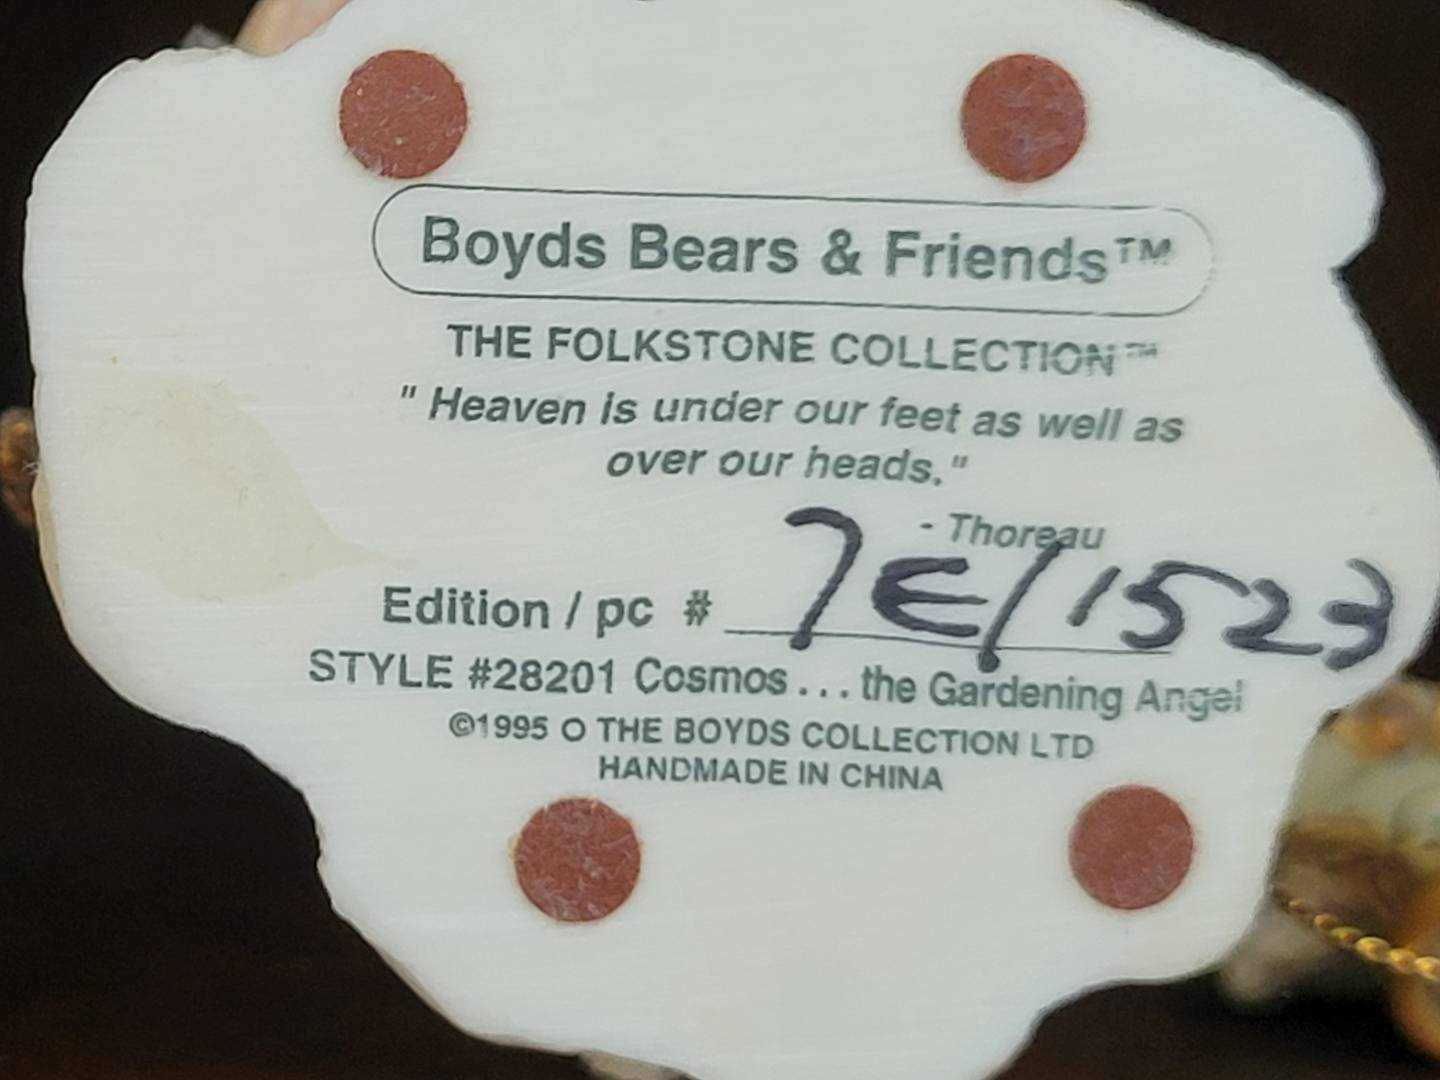 Boyds Bears & Friends™
THE FOLKSTONE COLLECTION™
" Heaven is under our feet as well as
over our heads."
- Thoreau
Edition / pc # 7E/1523
STYLE #28201 Cosmos . . . the Gardening Angel
©1995 O THE BOYDS COLLECTION LTD
HANDMADE IN CHINA